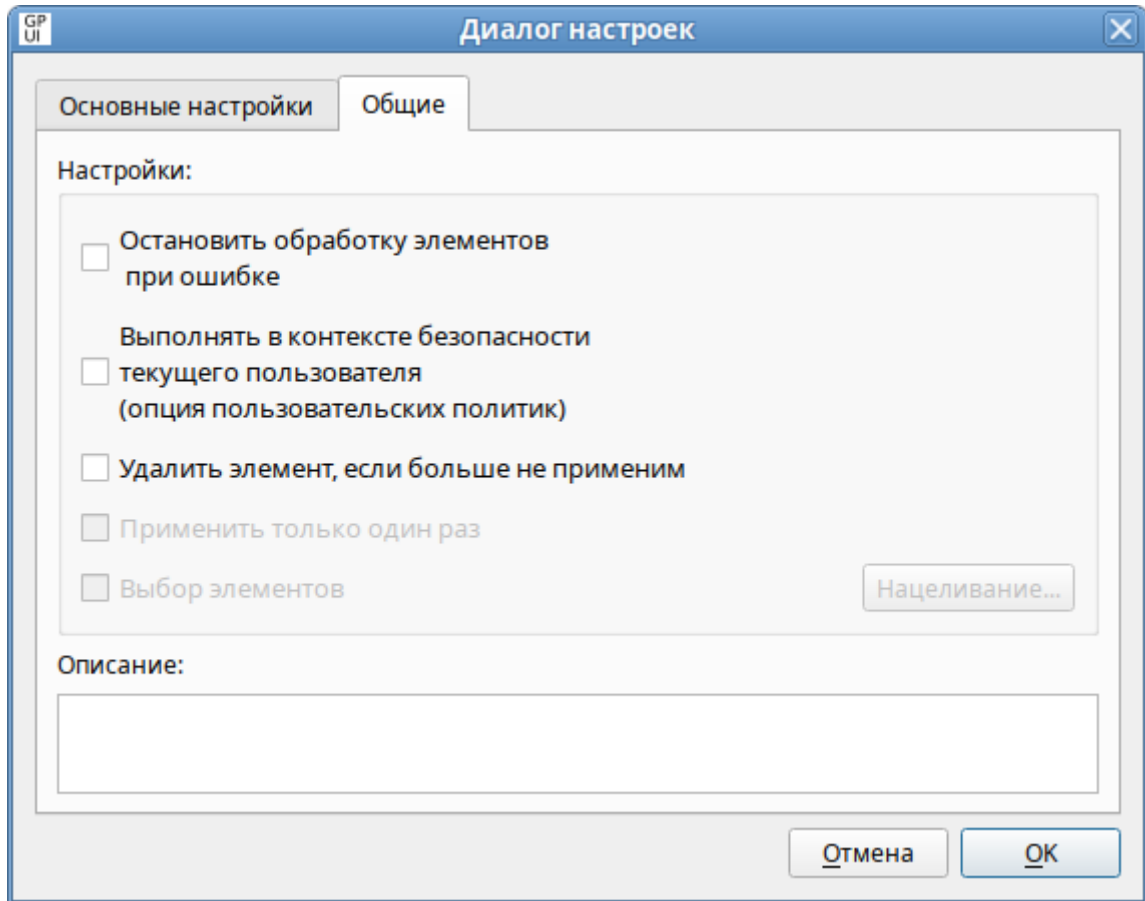 GP
UI
Диалог настроек
Основные настройки
Общие
Настройки:
Остановить обработку элементов
при ошибке
Выполнять в контексте безопасности
текущего пользователя
(опция пользовательских политик)
Удалить элемент, если больше не применим
Применить только один раз
Выбор элементов
Нацеливание...
Описание:
Отмена
OK